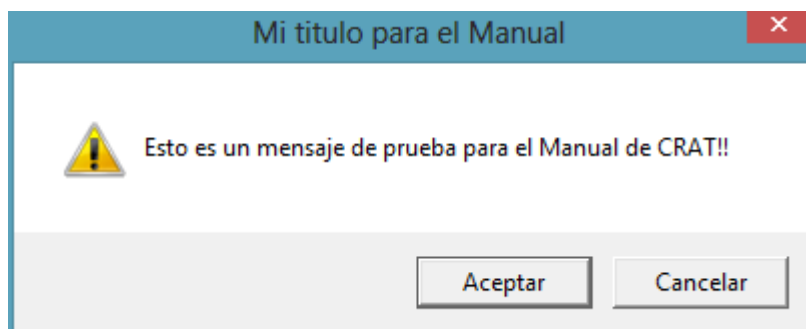 Mi titulo para el Manual
Esto es un mensaje de prueba para el Manual de CRAT!!
Aceptar
Cancelar